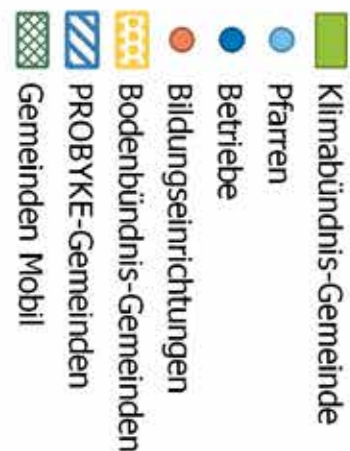 Klimabündnis-Gemeinde
Pfarren
Betriebe
Bildungseinrichtungen
Bodenbündnis-Gemeinden
PROBYKE-Gemeinden
Gemeinden Mobil